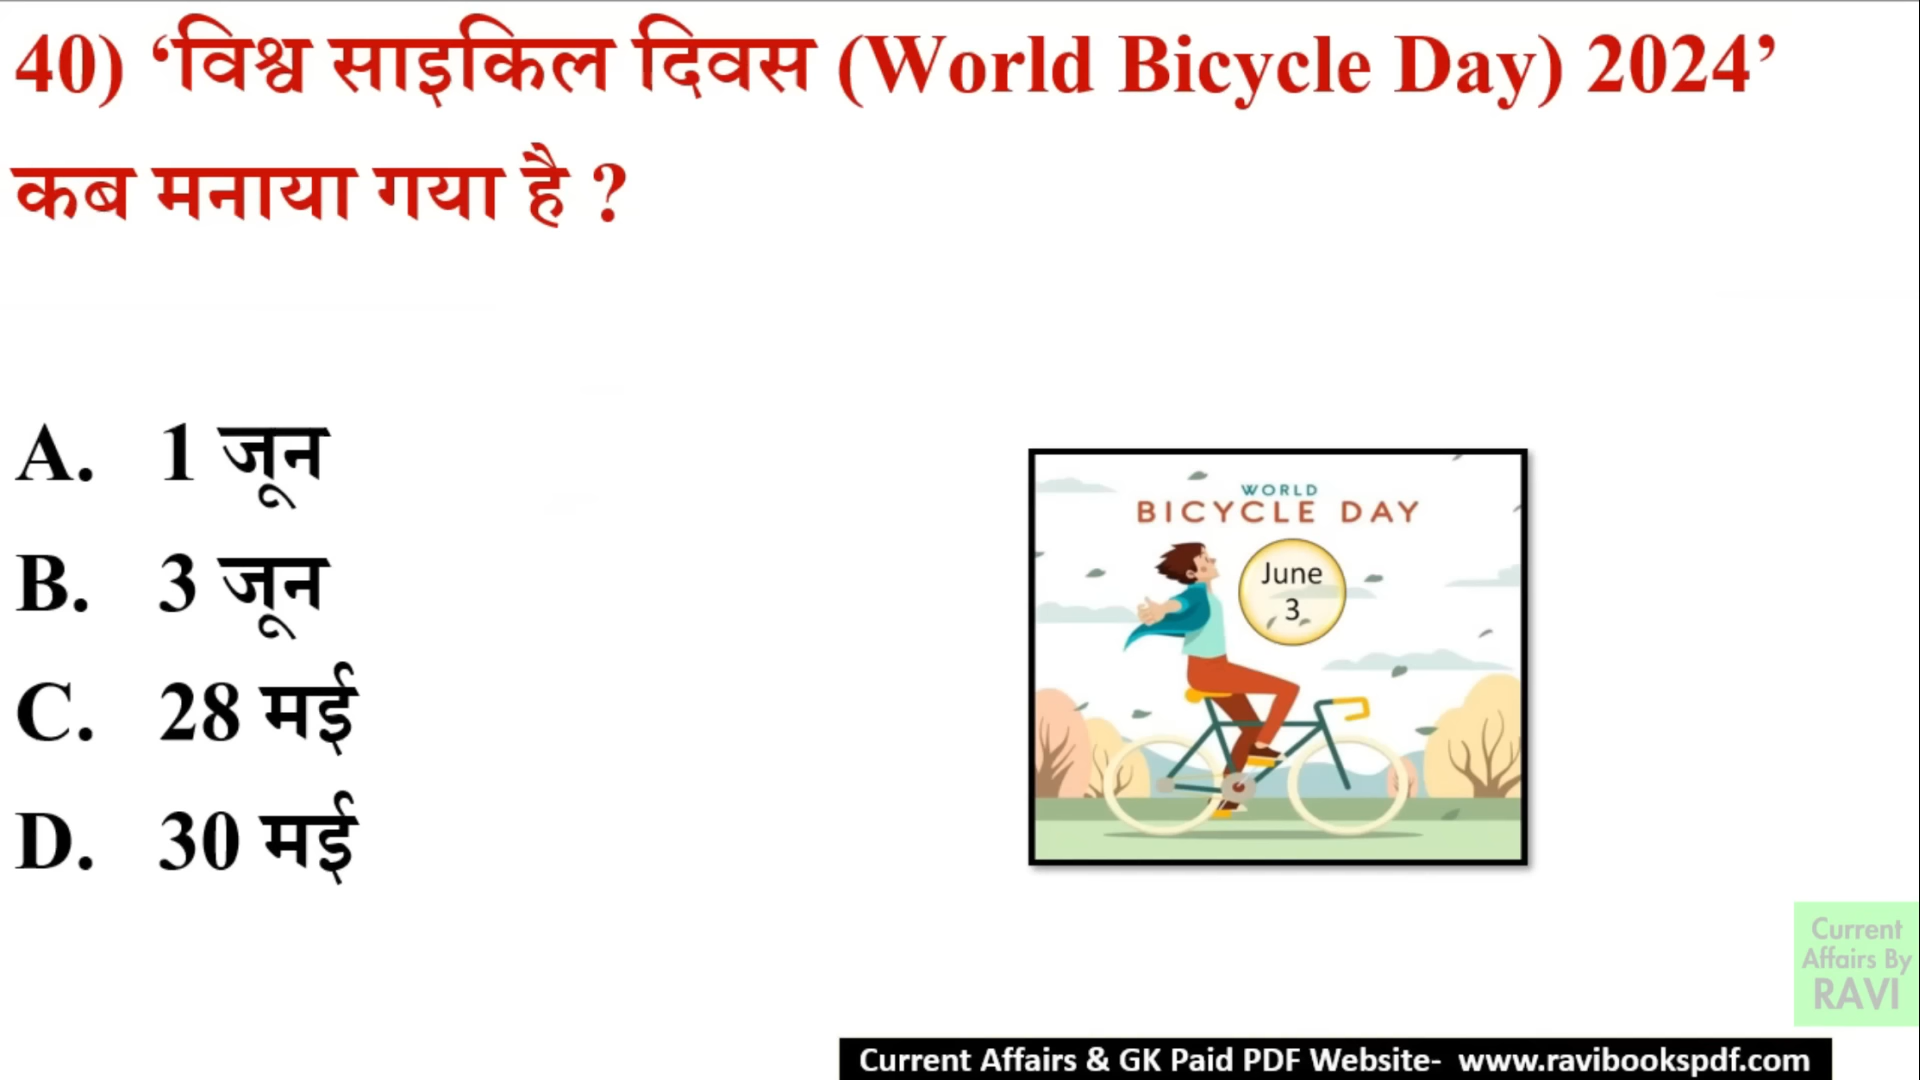 40) ‘विश्व साइकिल दिवस (World Bicycle Day) 2024’
कब मनाया गया है ?
A. 1 जून
B. 3 जून
C. 28 मई
D. 30 मई
WORLD
BICYCLE DAY
June
3
Current
Affairs By
RAVI
Current Affairs & GK Paid PDF Website- www.ravibookspdf.com